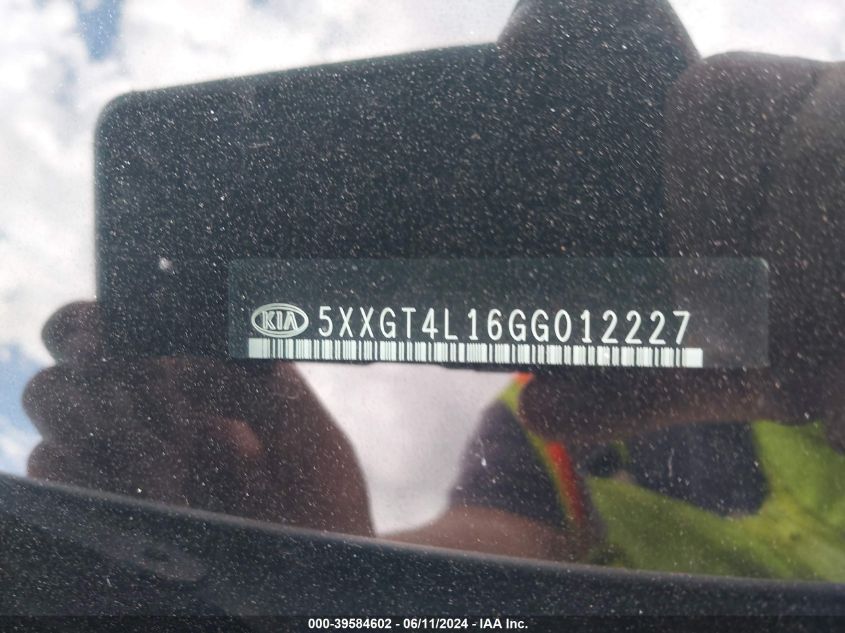 KIA 5XXGT4L16GG012227
000-39584602 - 06/11/2024 - IAA Inc.